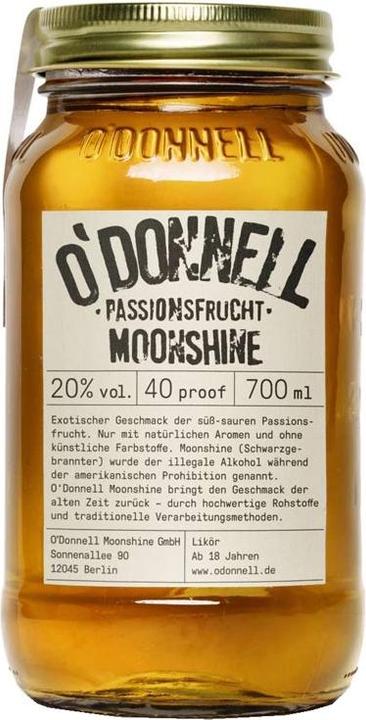 O'DONNELL
O'DONNELL
·PASSIONSFRUCHT·
MOONSHINE
20% vol. 40 proof 700 ml
Exotischer Geschmack der süß-sauren Passions-
frucht. Nur mit natürlichen Aromen und ohne
künstliche Farbstoffe. Moonshine (Schwarzge-
brannter) wurde der illegale Alkohol während
der amerikanischen Prohibition genannt.
O'Donnell Moonshine bringt den Geschmack der
alten Zeit zurück – durch hochwertige Rohstoffe
und traditionelle Verarbeitungsmethoden.
O'Donnell Moonshine GmbH
Sonnenallee 90
12045 Berlin
Likör
Ab 18 Jahren
www.odonnell.de